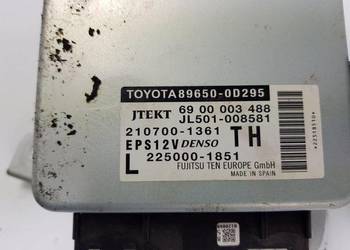 TOYOTA89650-0D295
JTEKT 69 00 003 488
JL501-008581
210700-1361 TH
EPS12V DENSO
L 225000-1851
FUJITSU TEN EUROPE GmbH
MADE IN SPAIN